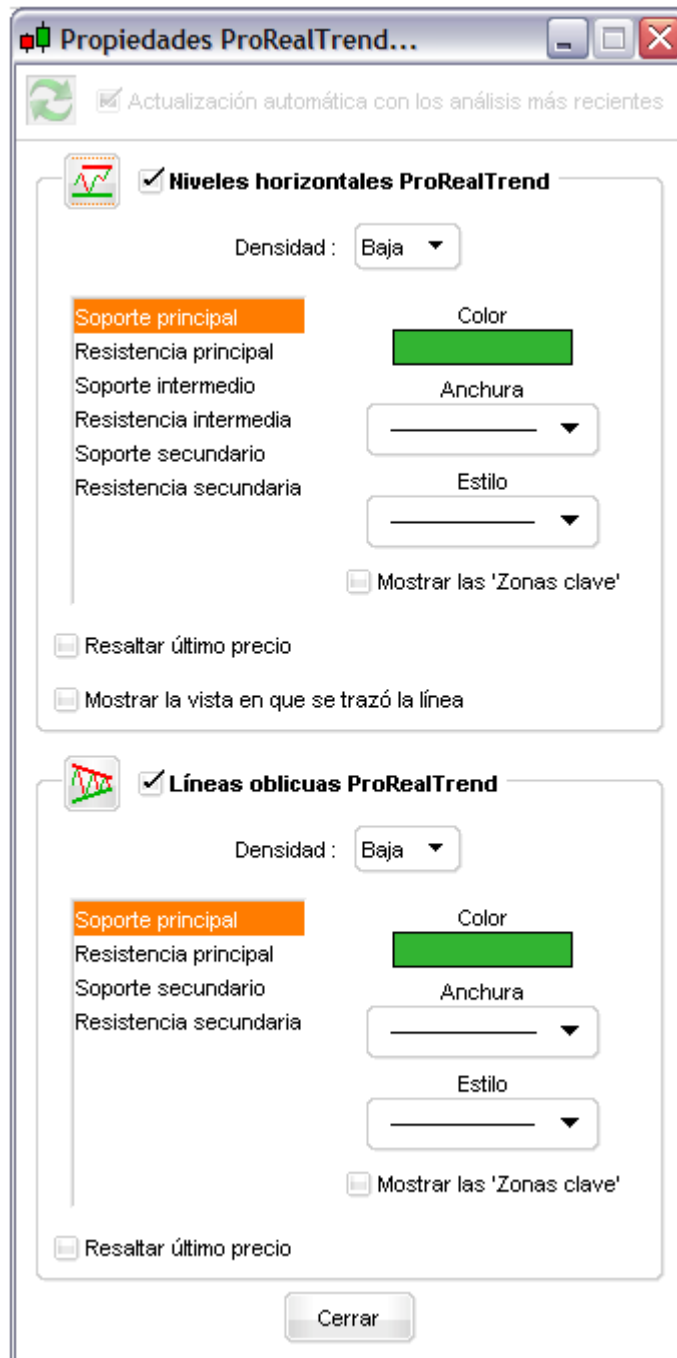 Propiedades ProRealTrend...
Actualización automática con los análisis más recientes
Niveles horizontales ProRealTrend
Densidad : Baja
Soporte principal
Resistencia principal
Soporte intermedio
Resistencia intermedia
Soporte secundario
Resistencia secundaria
Color
Anchura
Estilo
Mostrar las 'Zonas clave'
Resaltar último precio
Mostrar la vista en que se trazó la línea
Líneas oblicuas ProRealTrend
Densidad : Baja
Soporte principal
Resistencia principal
Soporte secundario
Resistencia secundaria
Color
Anchura
Estilo
Mostrar las 'Zonas clave'
Resaltar último precio
Cerrar